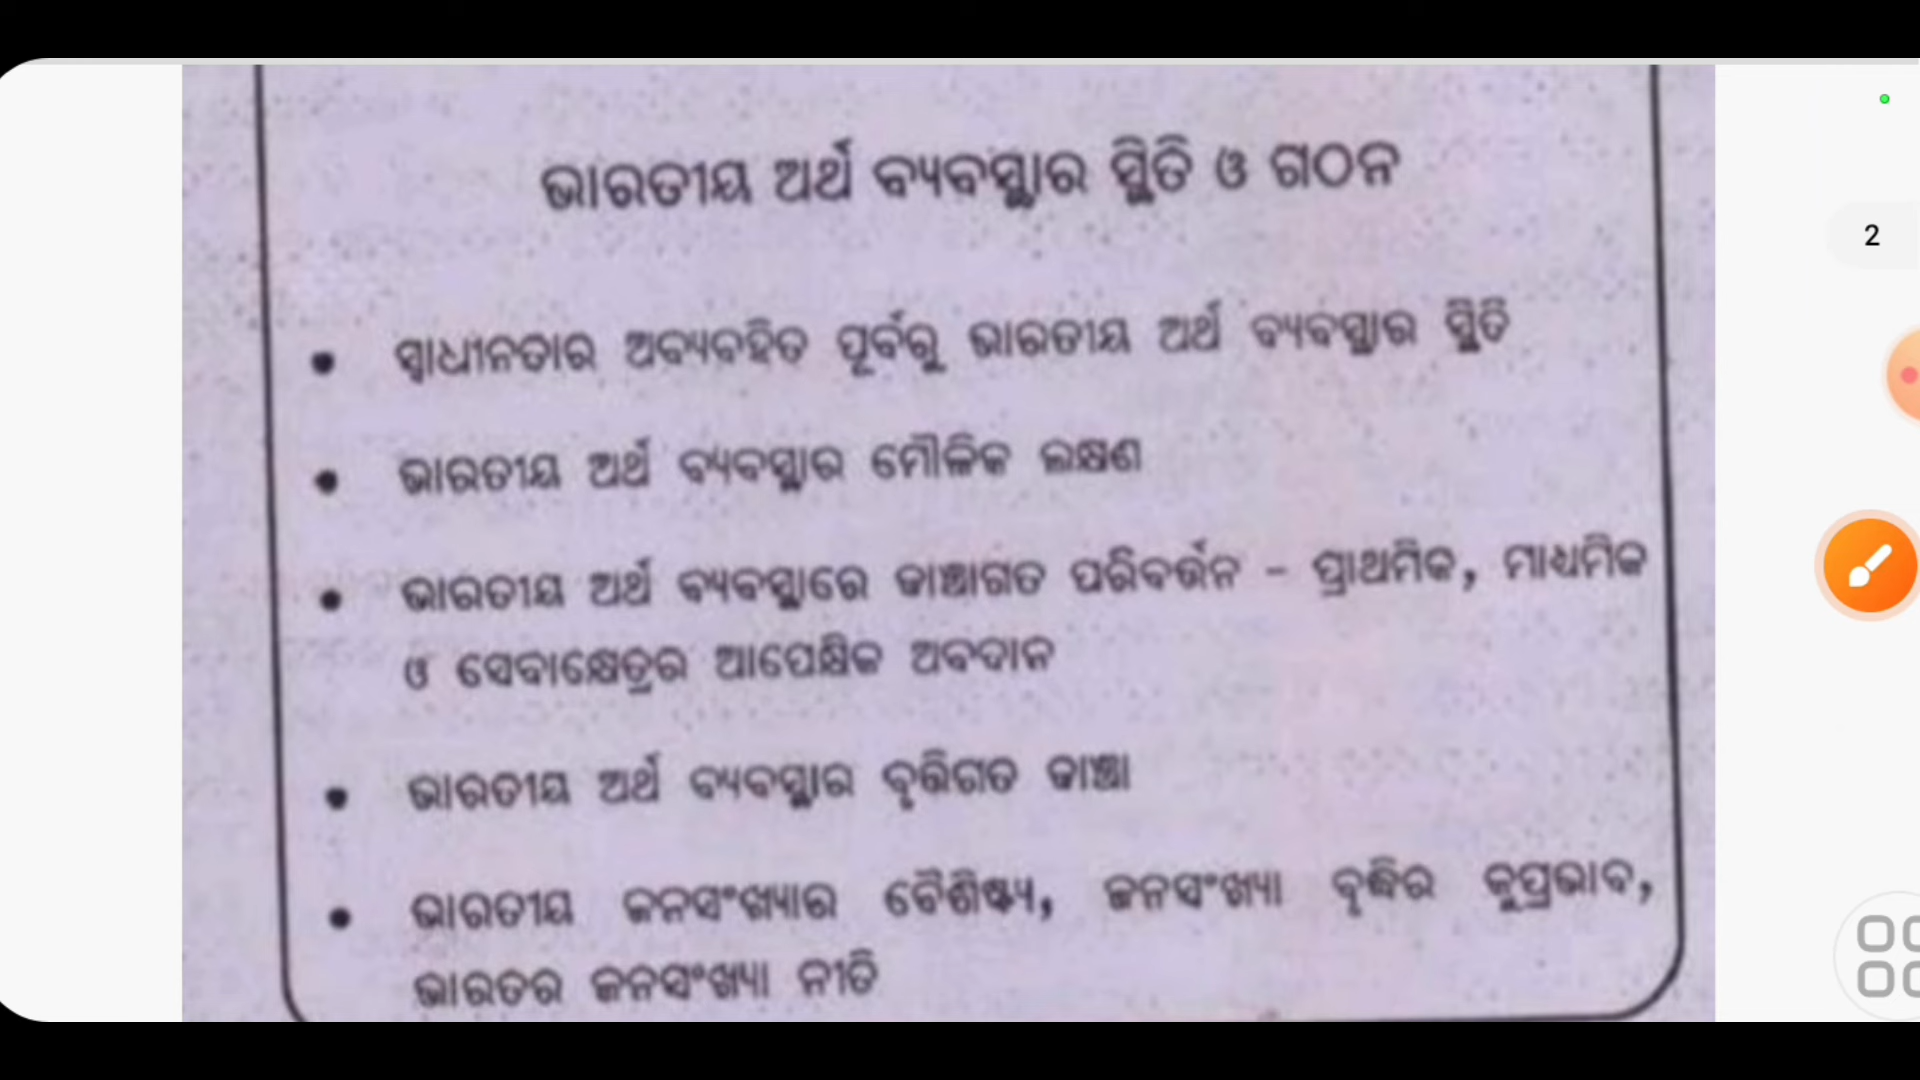 ଭାରତୀୟ ଅର୍ଥ ବ୍ୟବସ୍ଥାର ସ୍ଥିତି ଓ ଗଠନ
2
• ସ୍ୱାଧୀନତାର ଅବ୍ୟବହିତ ପୂର୍ବରୁ ଭାରତୀୟ ଅର୍ଥ ବ୍ୟବସ୍ଥାର ସ୍ଥିତି
• ଭାରତୀୟ ଅର୍ଥ ବ୍ୟବସ୍ଥାର ମୌଳିକ ଲକ୍ଷଣ
• ଭାରତୀୟ ଅର୍ଥ ବ୍ୟବସ୍ଥାରେ ଢାଞ୍ଚାଗତ ପରିବର୍ତ୍ତନ - ପ୍ରାଥମିକ, ମାଧ୍ୟମିକ
ଓ ସେବାକ୍ଷେତ୍ରର ଆପେକ୍ଷିକ ଅବଦାନ
• ଭାରତୀୟ ଅର୍ଥ ବ୍ୟବସ୍ଥାର ବୃତ୍ତିଗତ ଢାଞ୍ଚା
• ଭାରତୀୟ ଜନସଂଖ୍ୟାର ବୈଶିଷ୍ଟ୍ୟ, ଜନସଂଖ୍ୟା ବୃଦ୍ଧିର କୁପ୍ରଭାବ,
ଭାରତର ଜନସଂଖ୍ୟା ନୀତି